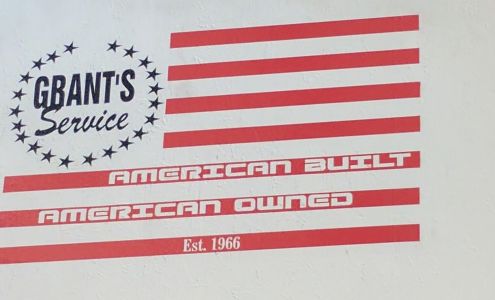 GRANT'S
Service
AMERICAN BUILT
AMERICAN OWNED
Est. 1966